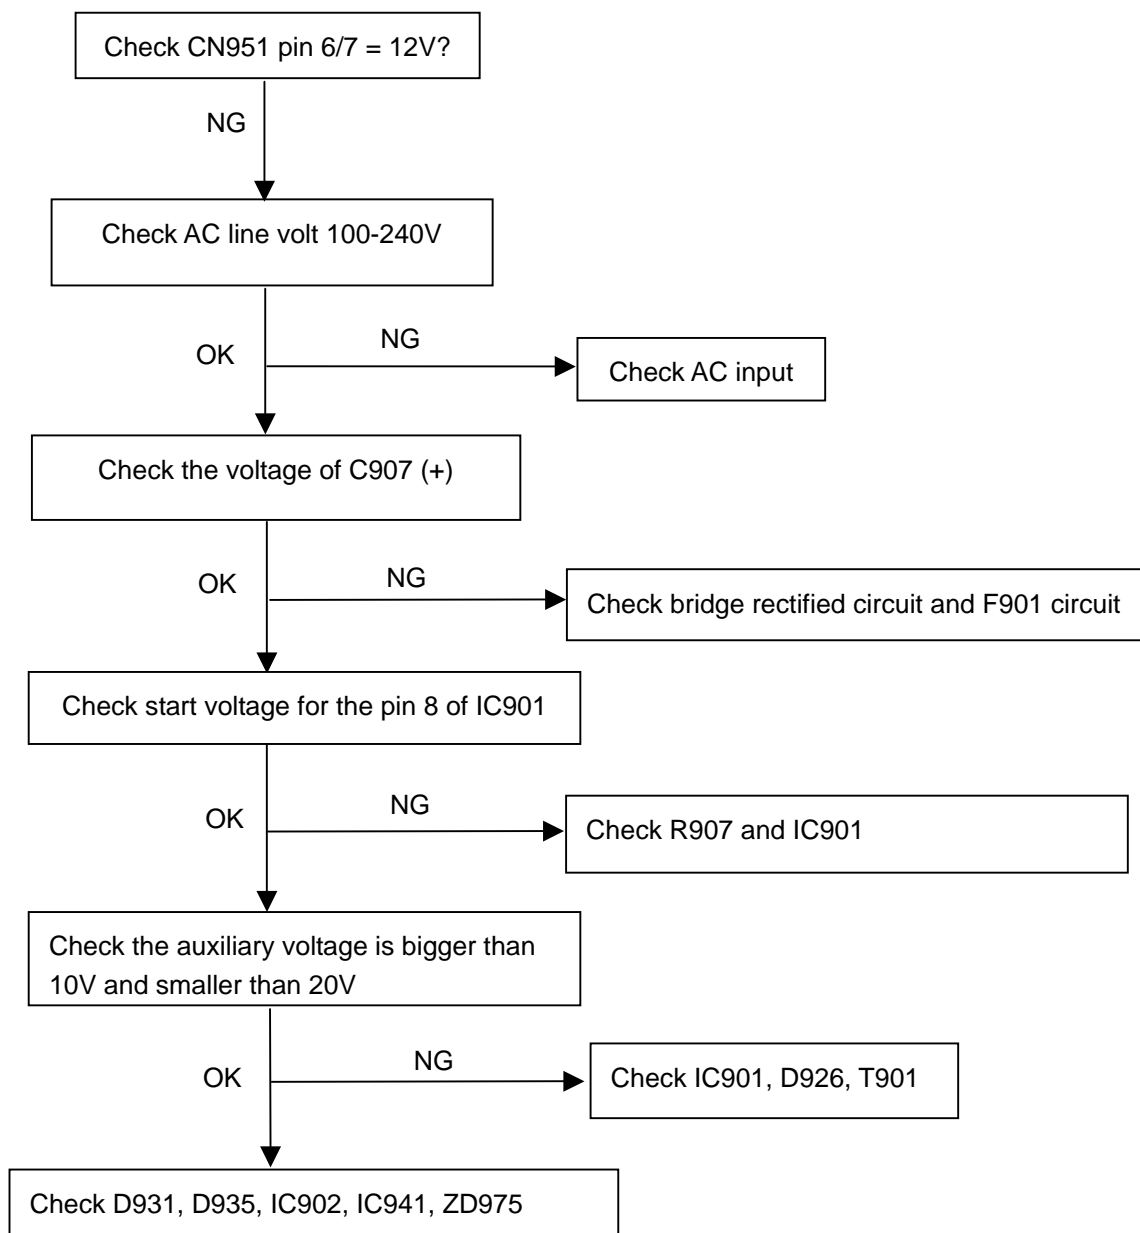 Check CN951 pin 6/7 = 12V?
NG
Check AC line volt 100-240V
NG
OK
Check AC input
Check the voltage of C907 (+)
NG
OK
Check bridge rectified circuit and F901 circuit
Check start voltage for the pin 8 of IC901
NG
OK
Check R907 and IC901
Check the auxiliary voltage is bigger than
10V and smaller than 20V
NG
OK
Check IC901, D926, T901
Check D931, D935, IC902, IC941, ZD975